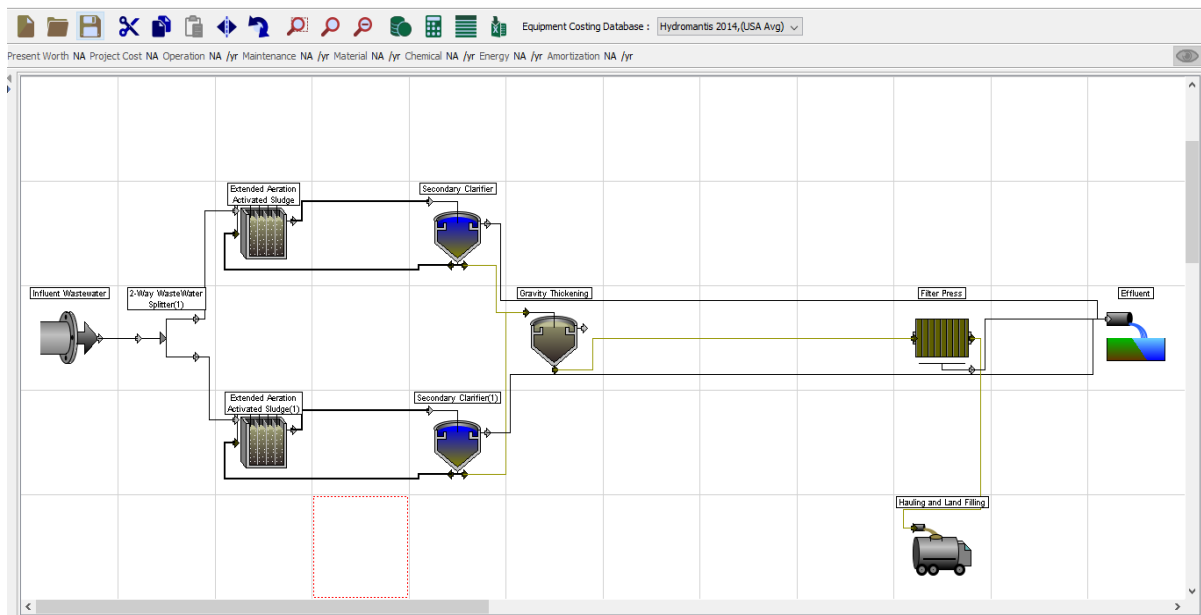 Equipment Costing Database : Hydromantis 2014,(USA Avg)
Present Worth NA Project Cost NA Operation NA /yr Maintenance NA /yr Material NA /yr Chemical NA /yr Energy NA /yr Amortization NA /yr
Extended Aeration
Activated Sludge
Secondary Clarifier
Influent Wastewater
2-Way WasteWater
Splitter(1)
Gravity Thickening
Filter Press
Effluent
Extended Aeration
Activated Sludge(1)
Secondary Clarifier(1)
Hauling and Land Filling